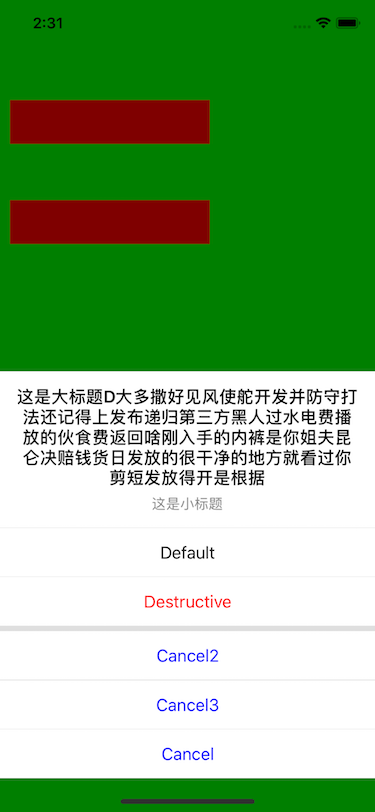 2:31
这是大标题D大多撒好见风使舵开发并防守打
法还记得上发布递归第三方黑人过水电费播
放的伙食费返回啥刚入手的内裤是你姐夫昆
仑决赔钱货日发放的很干净的地方就看过你
剪短发放得开是根据
这是小标题
Default
Destructive
Cancel2
Cancel3
Cancel